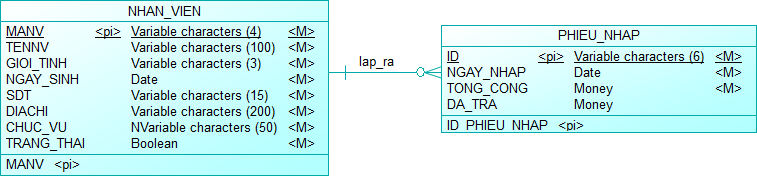 NHAN_VIEN
MANV <pi> Variable characters (4) <M>
TENNV Variable characters (100) <M>
GIOI_TINH Variable characters (3) <M>
NGAY_SINH Date <M>
SDT Variable characters (15) <M>
DIACHI Variable characters (200) <M>
CHUC_VU NVariable characters (50) <M>
TRANG_THAI Boolean <M>
MANV <pi>
lap_ra
PHIEU_NHAP
ID <pi> Variable characters (6) <M>
NGAY_NHAP Date <M>
TONG_CONG Money <M>
DA_TRA Money
ID_PHIEU_NHAP <pi>